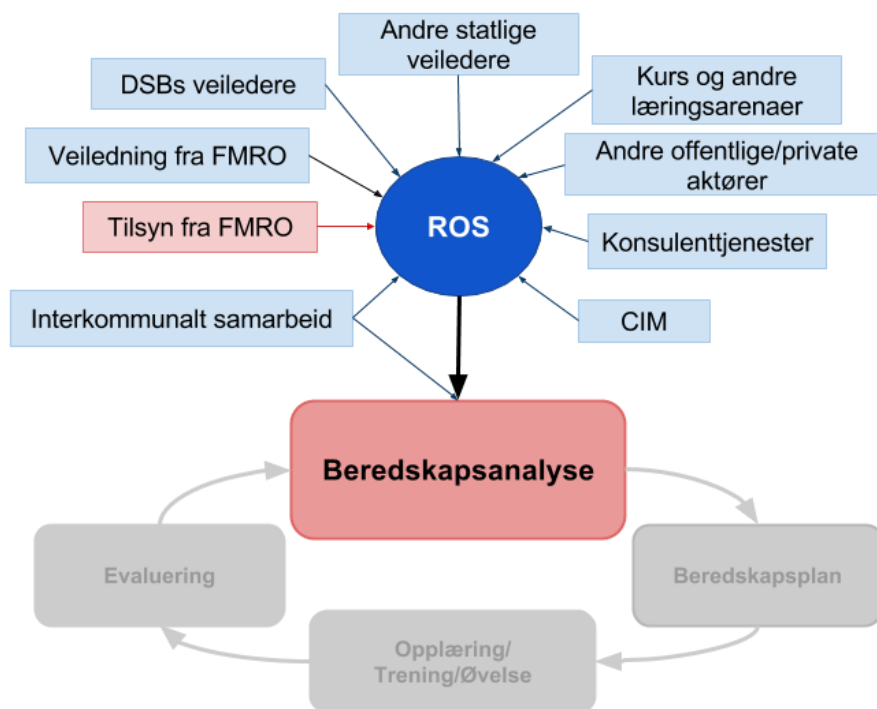 Andre statlige
veiledere
DSBs veiledere
Kurs og andre
læringsarenaer
Veiledning fra FMRO
Andre offentlige/private
aktører
Tilsyn fra FMRO
ROS
Konsulenttjenester
Interkommunalt samarbeid
CIM
Beredskapsanalyse
Evaluering
Beredskapsplan
Opplæring/
Trening/Øvelse